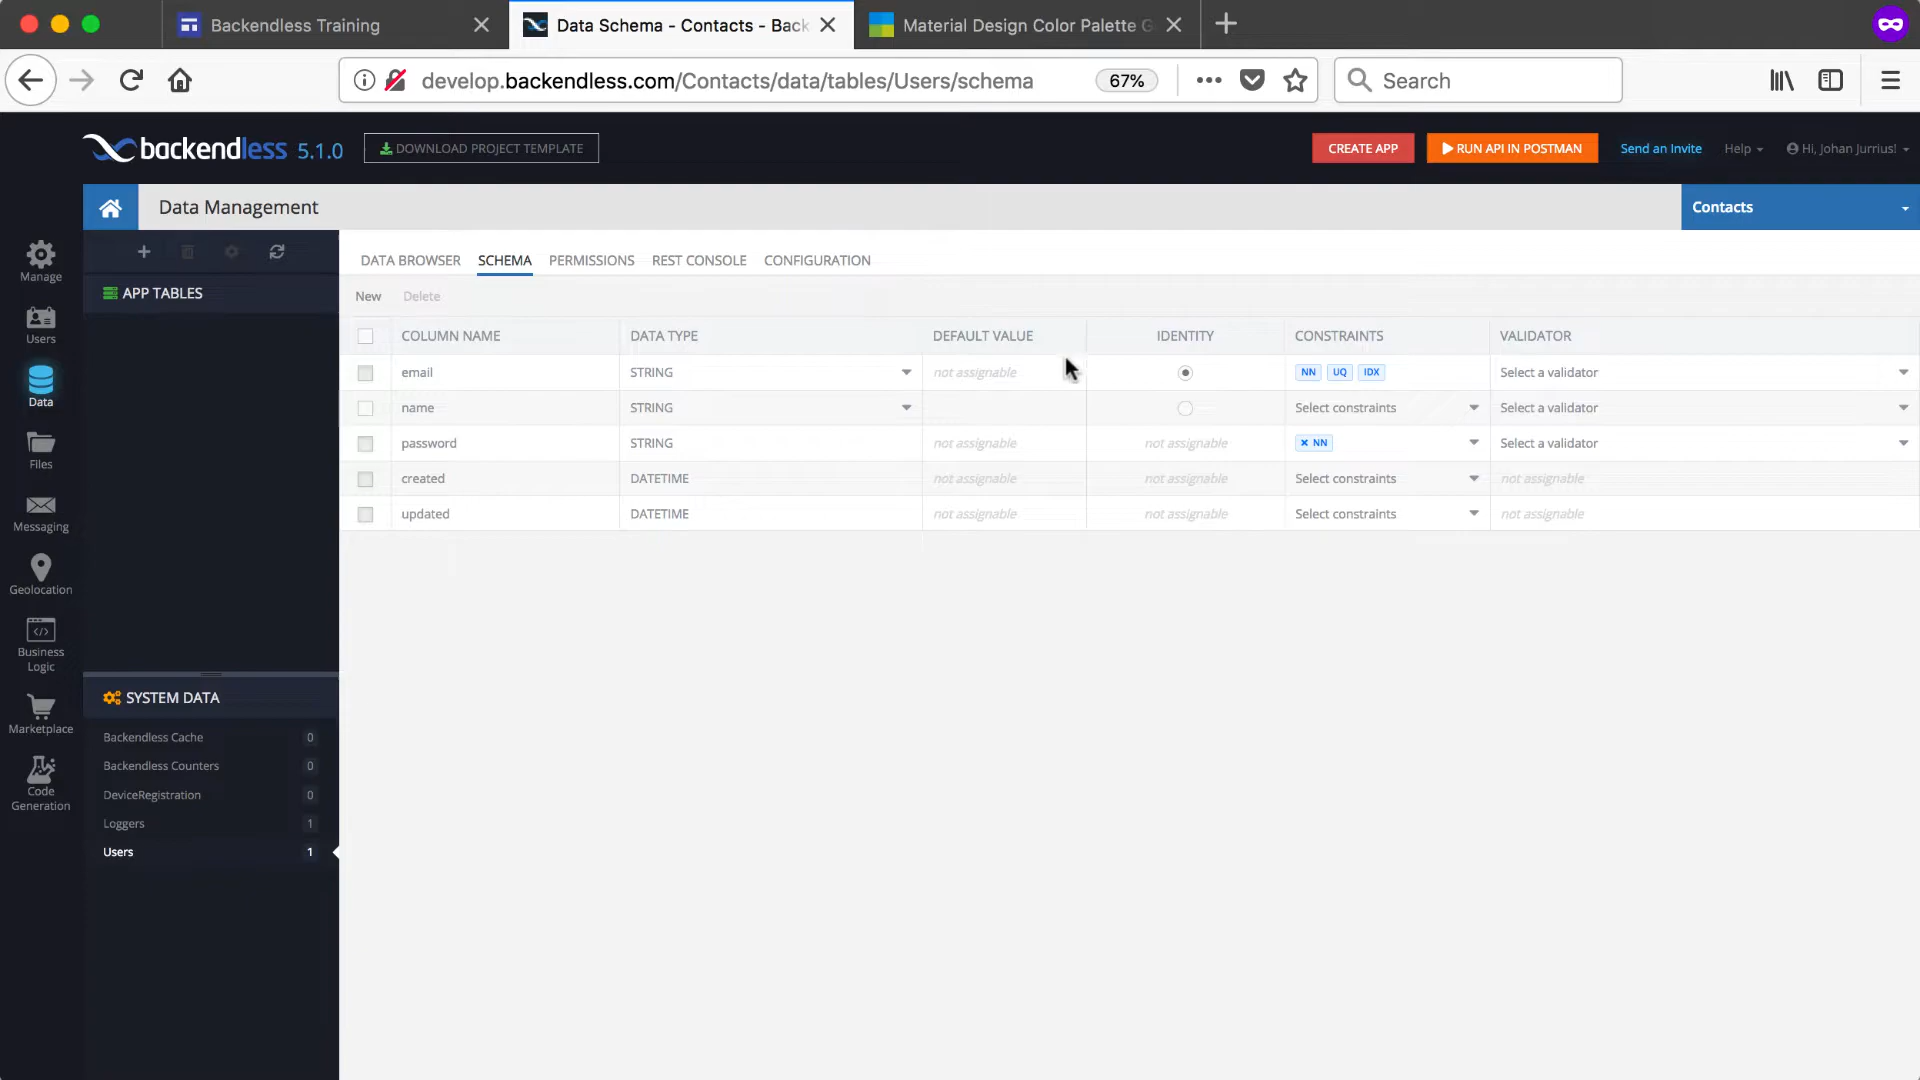 Backendless Training
Data Schema - Contacts - Back
Material Design Color Palette G
develop.backendless.com/Contacts/data/tables/Users/schema
67%
Search
backendless 5.1.0
DOWNLOAD PROJECT TEMPLATE
CREATE APP
RUN API IN POSTMAN
Send an Invite
Help
Hi, Johan Jurrius!
Data Management
Contacts
Manage
Users
Data
Files
Messaging
Geolocation
Business
Logic
Marketplace
Code
Generation
APP TABLES
SYSTEM DATA
Backendless Cache 0
Backendless Counters 0
DeviceRegistration 0
Loggers 1
Users 1
DATA BROWSER SCHEMA PERMISSIONS REST CONSOLE CONFIGURATION
New Delete
COLUMN NAME DATA TYPE DEFAULT VALUE IDENTITY CONSTRAINTS VALIDATOR
email STRING not assignable NN UQ IDX Select a validator
name STRING Select constraints Select a validator
password STRING not assignable not assignable × NN Select a validator
created DATETIME not assignable not assignable Select constraints not assignable
updated DATETIME not assignable not assignable Select constraints not assignable